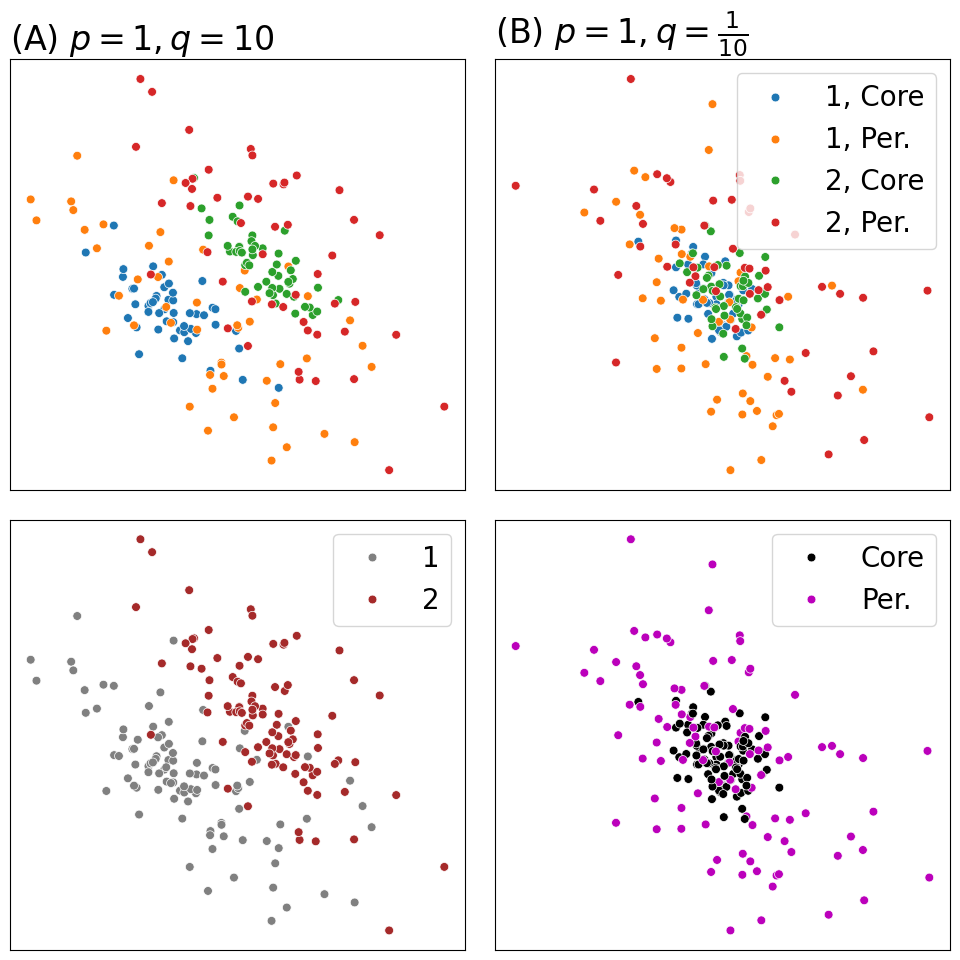 (A) p = 1, q = 10
(B) p = 1, q = 1/10
1, Core
1, Per.
2, Core
2, Per.
1
2
Core
Per.